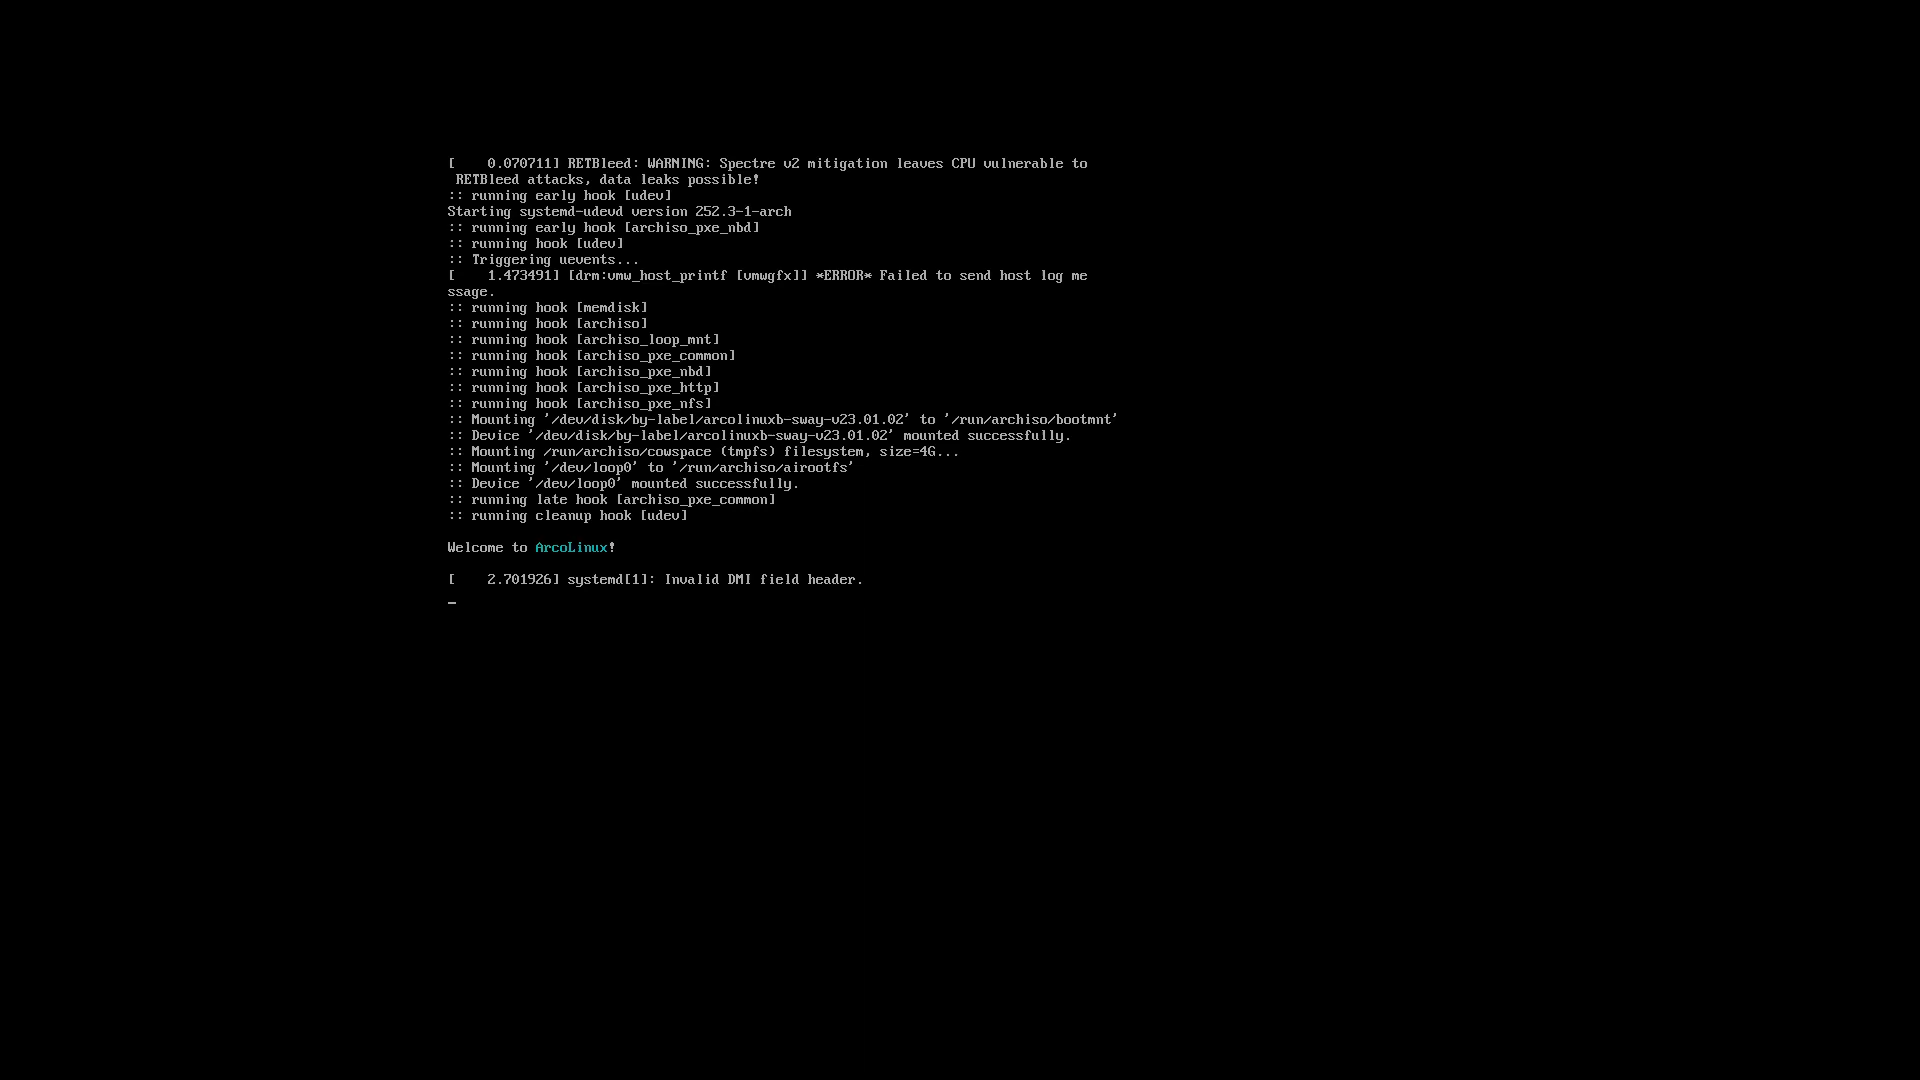 [    0.070711] RETBleed: WARNING: Spectre v2 mitigation leaves CPU vulnerable to
 RETBleed attacks, data leaks possible!
:: running early hook [udev]
Starting systemd-udevd version 252.3-1-arch
:: running early hook [archiso_pxe_nbd]
:: running hook [udev]
:: Triggering uevents...
[    1.473491] [drm:vmw_host_printf [vmwgfx]] *ERROR* Failed to send host log me
ssage.
:: running hook [memdisk]
:: running hook [archiso]
:: running hook [archiso_loop_mnt]
:: running hook [archiso_pxe_common]
:: running hook [archiso_pxe_nbd]
:: running hook [archiso_pxe_http]
:: running hook [archiso_pxe_nfs]
:: Mounting '/dev/disk/by-label/arcolinuxb-sway-v23.01.02' to '/run/archiso/bootmnt'
:: Device '/dev/disk/by-label/arcolinuxb-sway-v23.01.02' mounted successfully.
:: Mounting /run/archiso/cowspace (tmpfs) filesystem, size=4G...
:: Mounting '/dev/loop0' to '/run/archiso/airootfs'
:: Device '/dev/loop0' mounted successfully.
:: running late hook [archiso_pxe_common]
:: running cleanup hook [udev]

Welcome to ArcoLinux!

[    2.701926] systemd[1]: Invalid DMI field header.
_